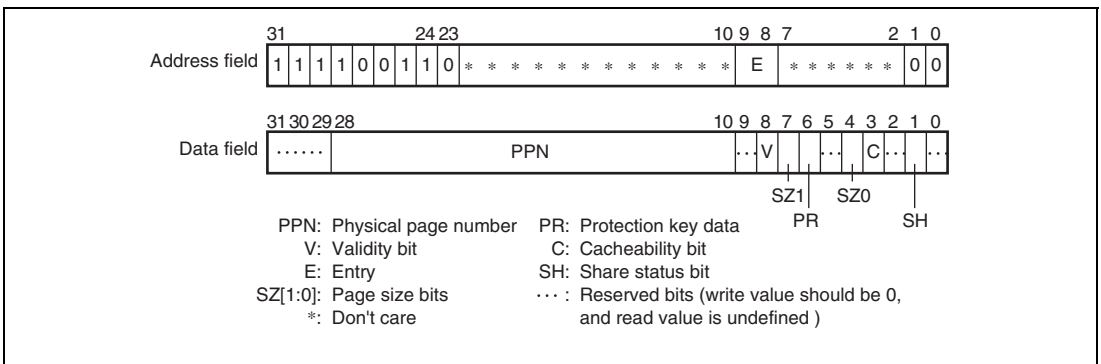 31 24 23 10 9 8 7 2 1 0
Address field 1 1 1 1 0 0 1 1 0 * * * * * * * * * * * * E * * * * * * 0 0
31 30 29 28 10 9 8 7 6 5 4 3 2 1 0
Data field ······ PPN ··· V ··· C ··· ···
SZ1 SZ0
PR SH
PPN: Physical page number PR: Protection key data
V: Validity bit C: Cacheability bit
E: Entry SH: Share status bit
SZ[1:0]: Page size bits ··· : Reserved bits (write value should be 0,
*: Don't care and read value is undefined )